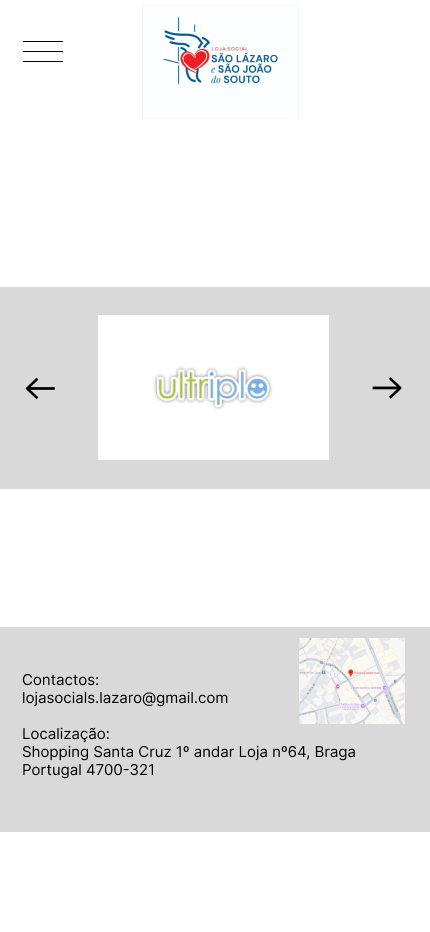 LOJA SOCIAL
SÃO LÁZARO
e SÃO JOÃO
do SOUTO
ultriplo
Contactos:
lojasocials.lazaro@gmail.com
Localização:
Shopping Santa Cruz 1º andar Loja nº64, Braga
Portugal 4700-321